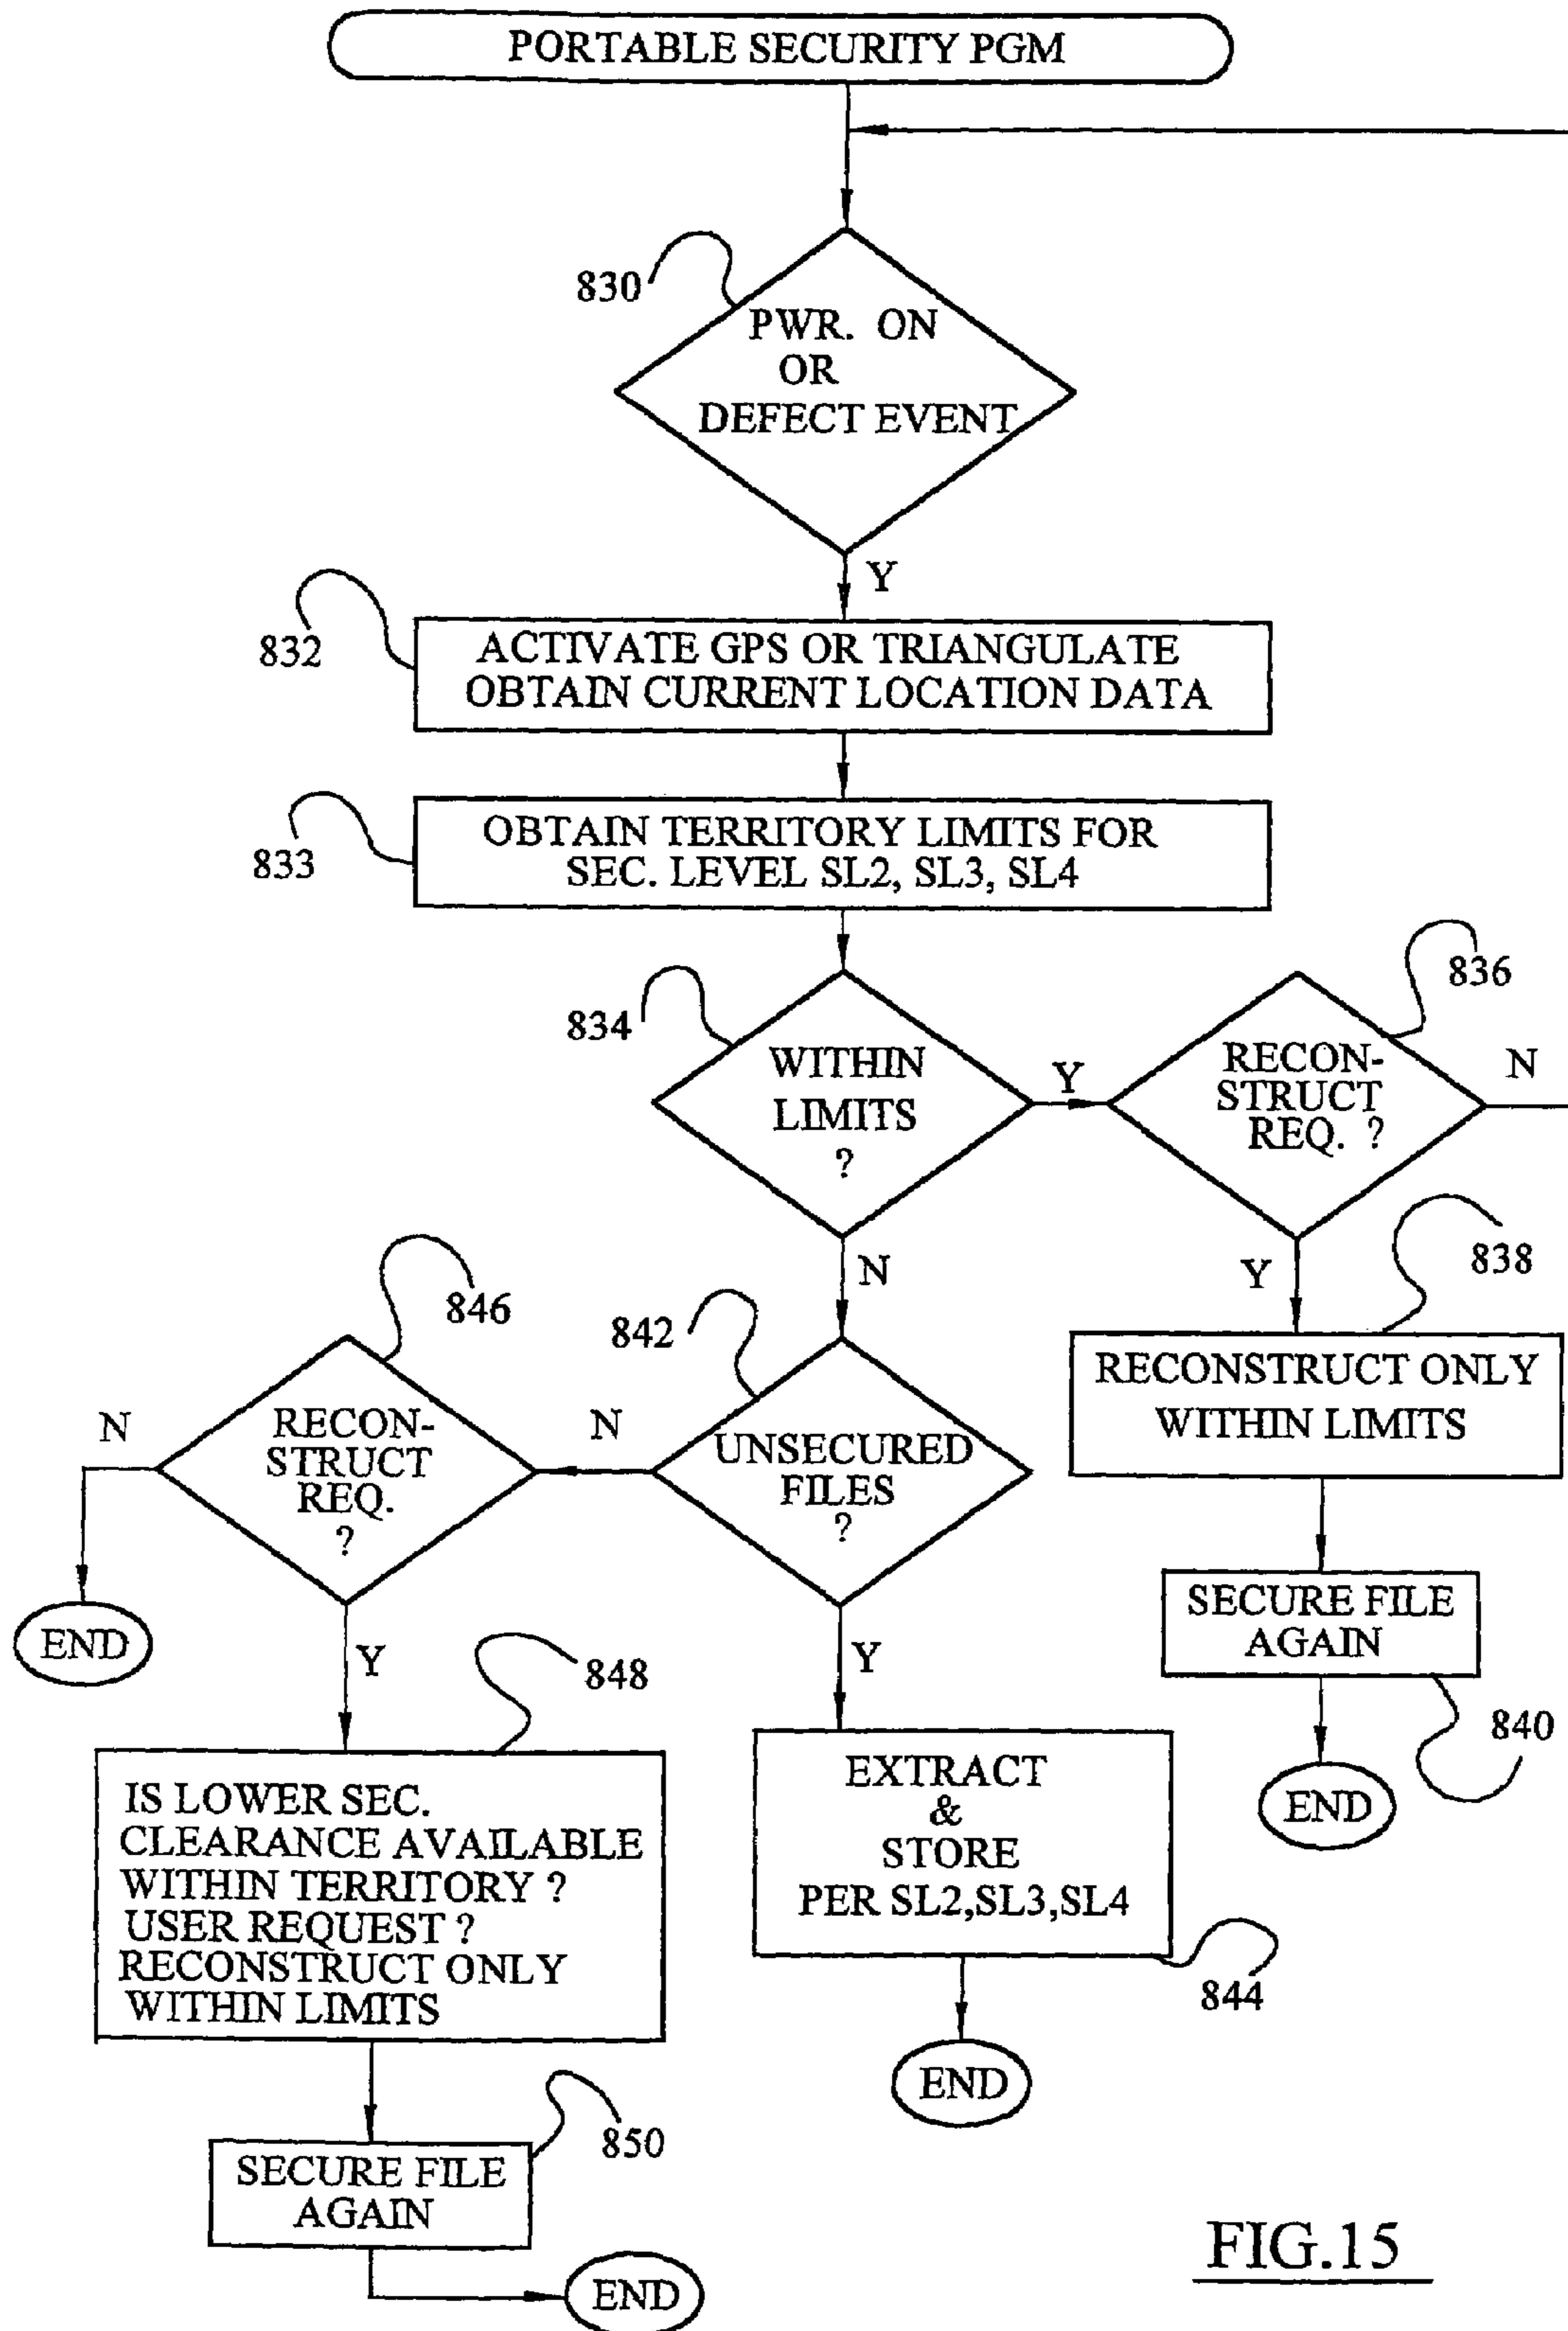 PORTABLE SECURITY PGM
830
PWR. ON
OR
DEFECT EVENT
Y
832
ACTIVATE GPS OR TRIANGULATE
OBTAIN CURRENT LOCATION DATA
833
OBTAIN TERRITORY LIMITS FOR
SEC. LEVEL SL2, SL3, SL4
834
WITHIN
LIMITS
?
Y
836
RECON-
STRUCT
REQ. ?
N
Y
838
RECONSTRUCT ONLY
WITHIN LIMITS
SECURE FILE
AGAIN
840
END
N
842
UNSECURED
FILES
?
N
846
RECON-
STRUCT
REQ.
?
N
END
Y
848
IS LOWER SEC.
CLEARANCE AVAILABLE
WITHIN TERRITORY ?
USER REQUEST ?
RECONSTRUCT ONLY
WITHIN LIMITS
Y
EXTRACT
&
STORE
PER SL2,SL3,SL4
844
END
850
SECURE FILE
AGAIN
END
FIG.15